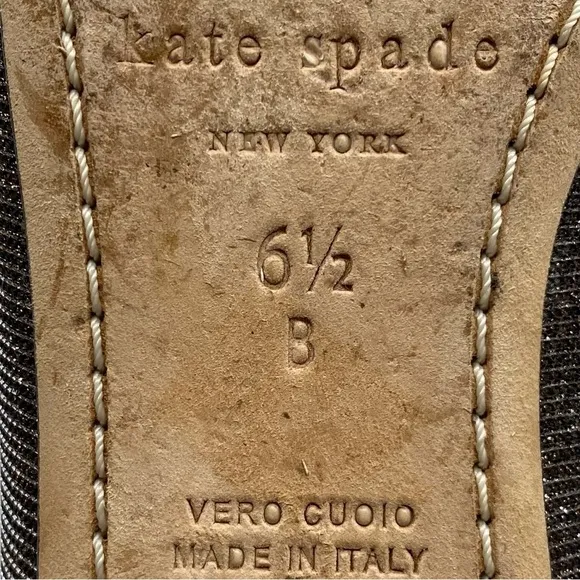 kate spade
NEW YORK
6½
B
VERO CUOIO
MADE IN ITALY